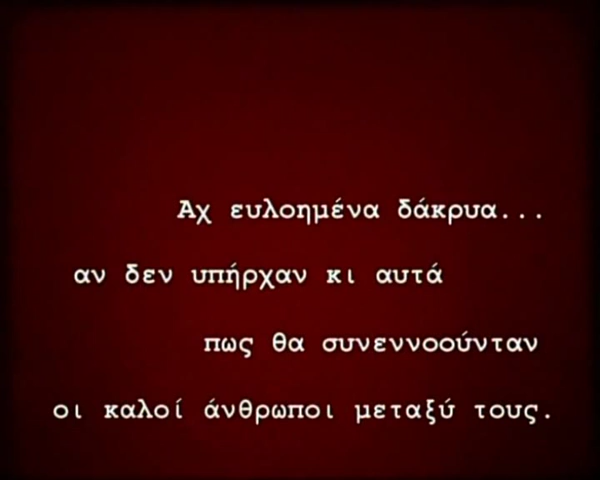 Αχ ευλοημένα δάκρυα...
αν δεν υπήρχαν κι αυτά
πως θα συνεννοούνταν
οι καλοί άνθρωποι μεταξύ τους.